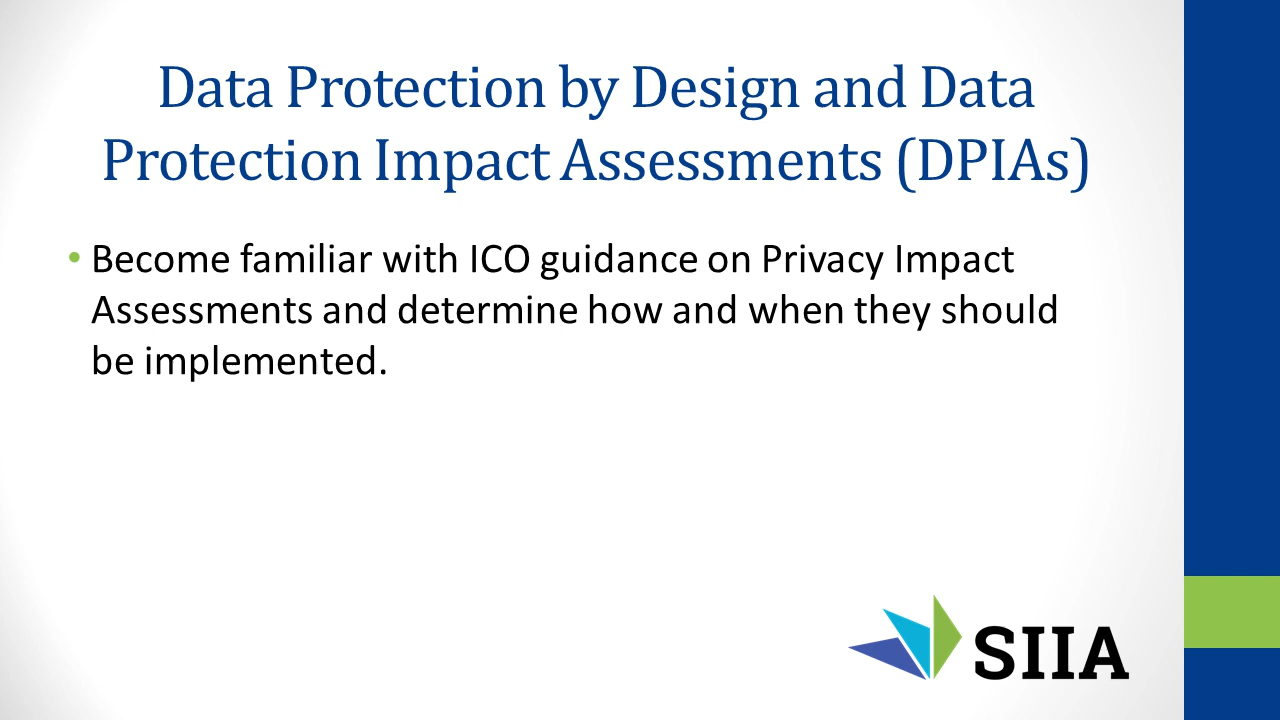 Data Protection by Design and Data
Protection Impact Assessments (DPIAs)
• Become familiar with ICO guidance on Privacy Impact
Assessments and determine how and when they should
be implemented.
SIIA